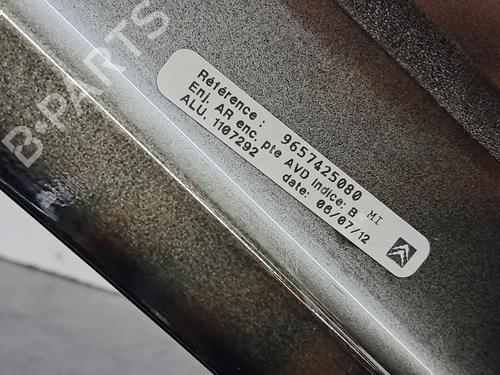 Référence : 9657425080
Enj. AR enc. pte AVD Indice: B MI
ALU. 1107292 date: 06/07/12
B-PARTS